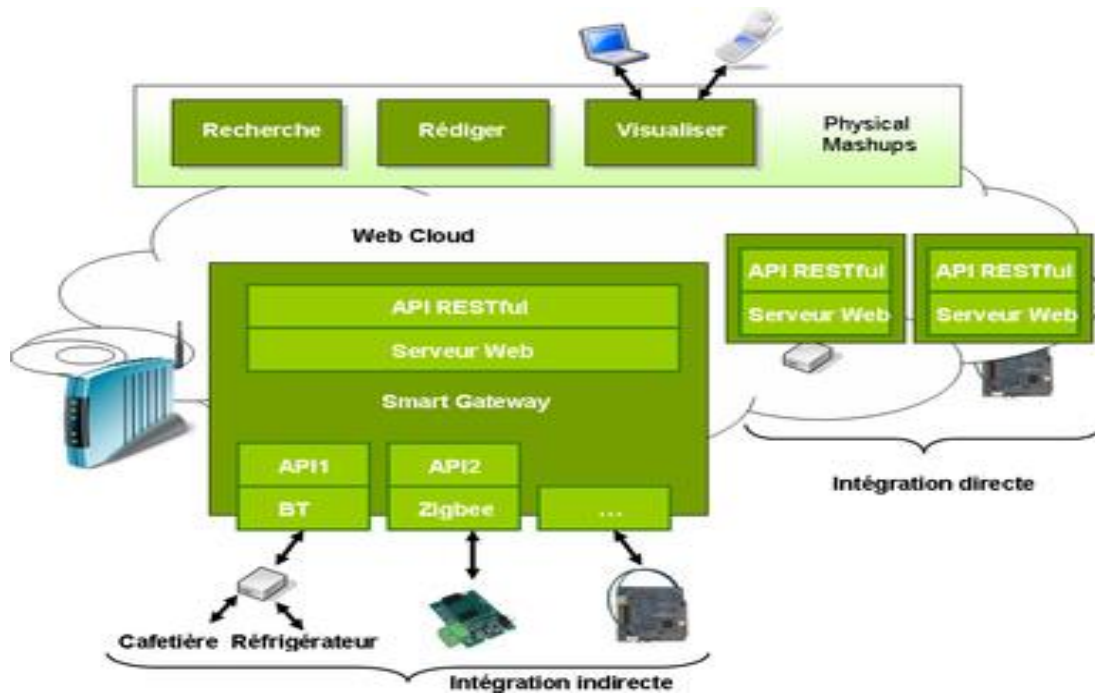 Recherche
Rédiger
Visualiser
Physical
Mashups
Web Cloud
API RESTful
Serveur Web
API RESTful
Serveur Web
API RESTful
Serveur Web
Smart Gateway
API1
BT
API2
Zigbee
...
Intégration directe
Cafetière Réfrigérateur
Intégration indirecte